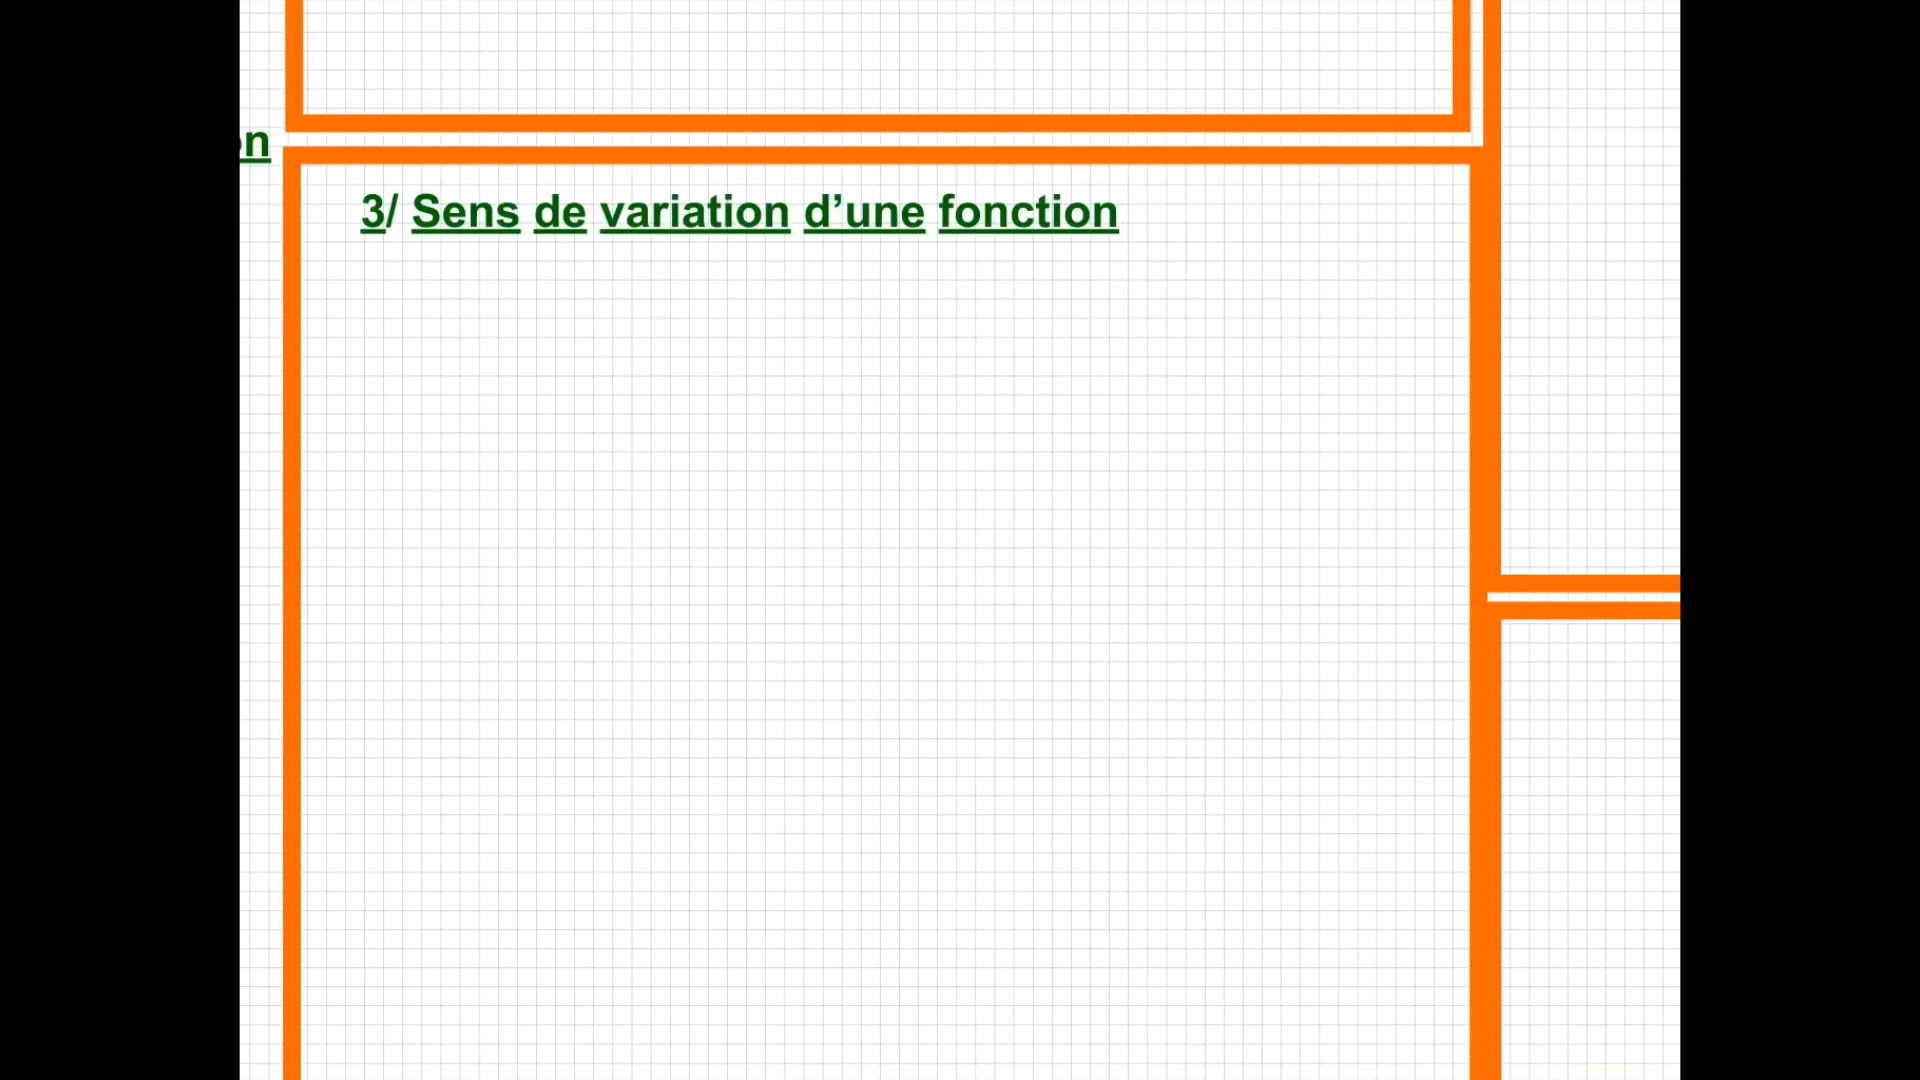 3/ Sens de variation d’une fonction